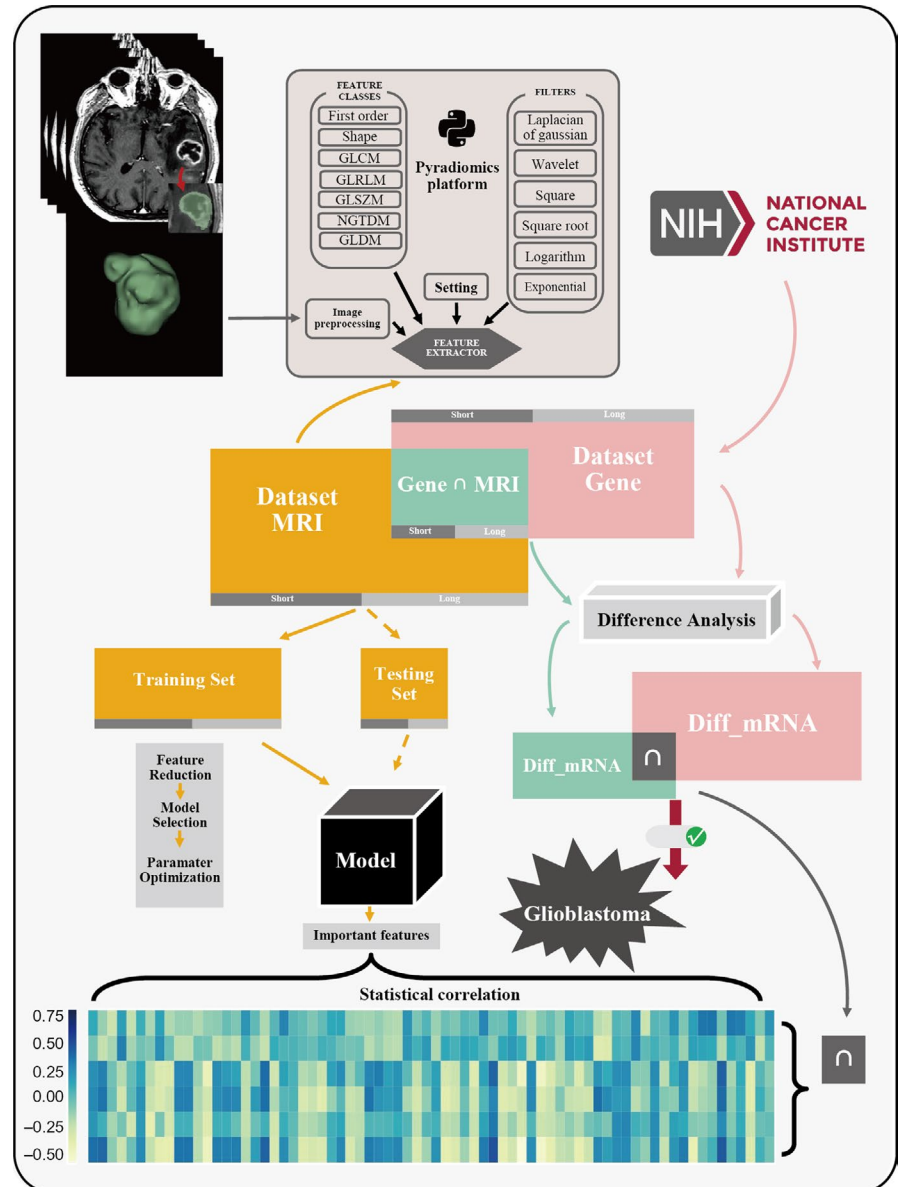 FEATURE
CLASSES
First order
Shape
GLCM
GLRLM
GLSZM
NGTDM
GLDM
Pyradiomics
platform
FILTERS
Laplacian
of gaussian
Wavelet
Square
Square root
Logarithm
Exponential
Setting
Image
preprocessing
FEATURE
EXTRACTOR
NIH
NATIONAL
CANCER
INSTITUTE
Short
Long
Dataset
Gene
Gene ∩ MRI
Short
Long
Dataset
MRI
Short
Long
Difference Analysis
Training Set
Testing
Set
Diff_mRNA
Diff_mRNA
∩
Feature
Reduction
Model
Selection
Paramater
Optimization
Model
Glioblastoma
Important features
Statistical correlation
0.75
0.50
0.25
0.00
−0.25
−0.50
∩